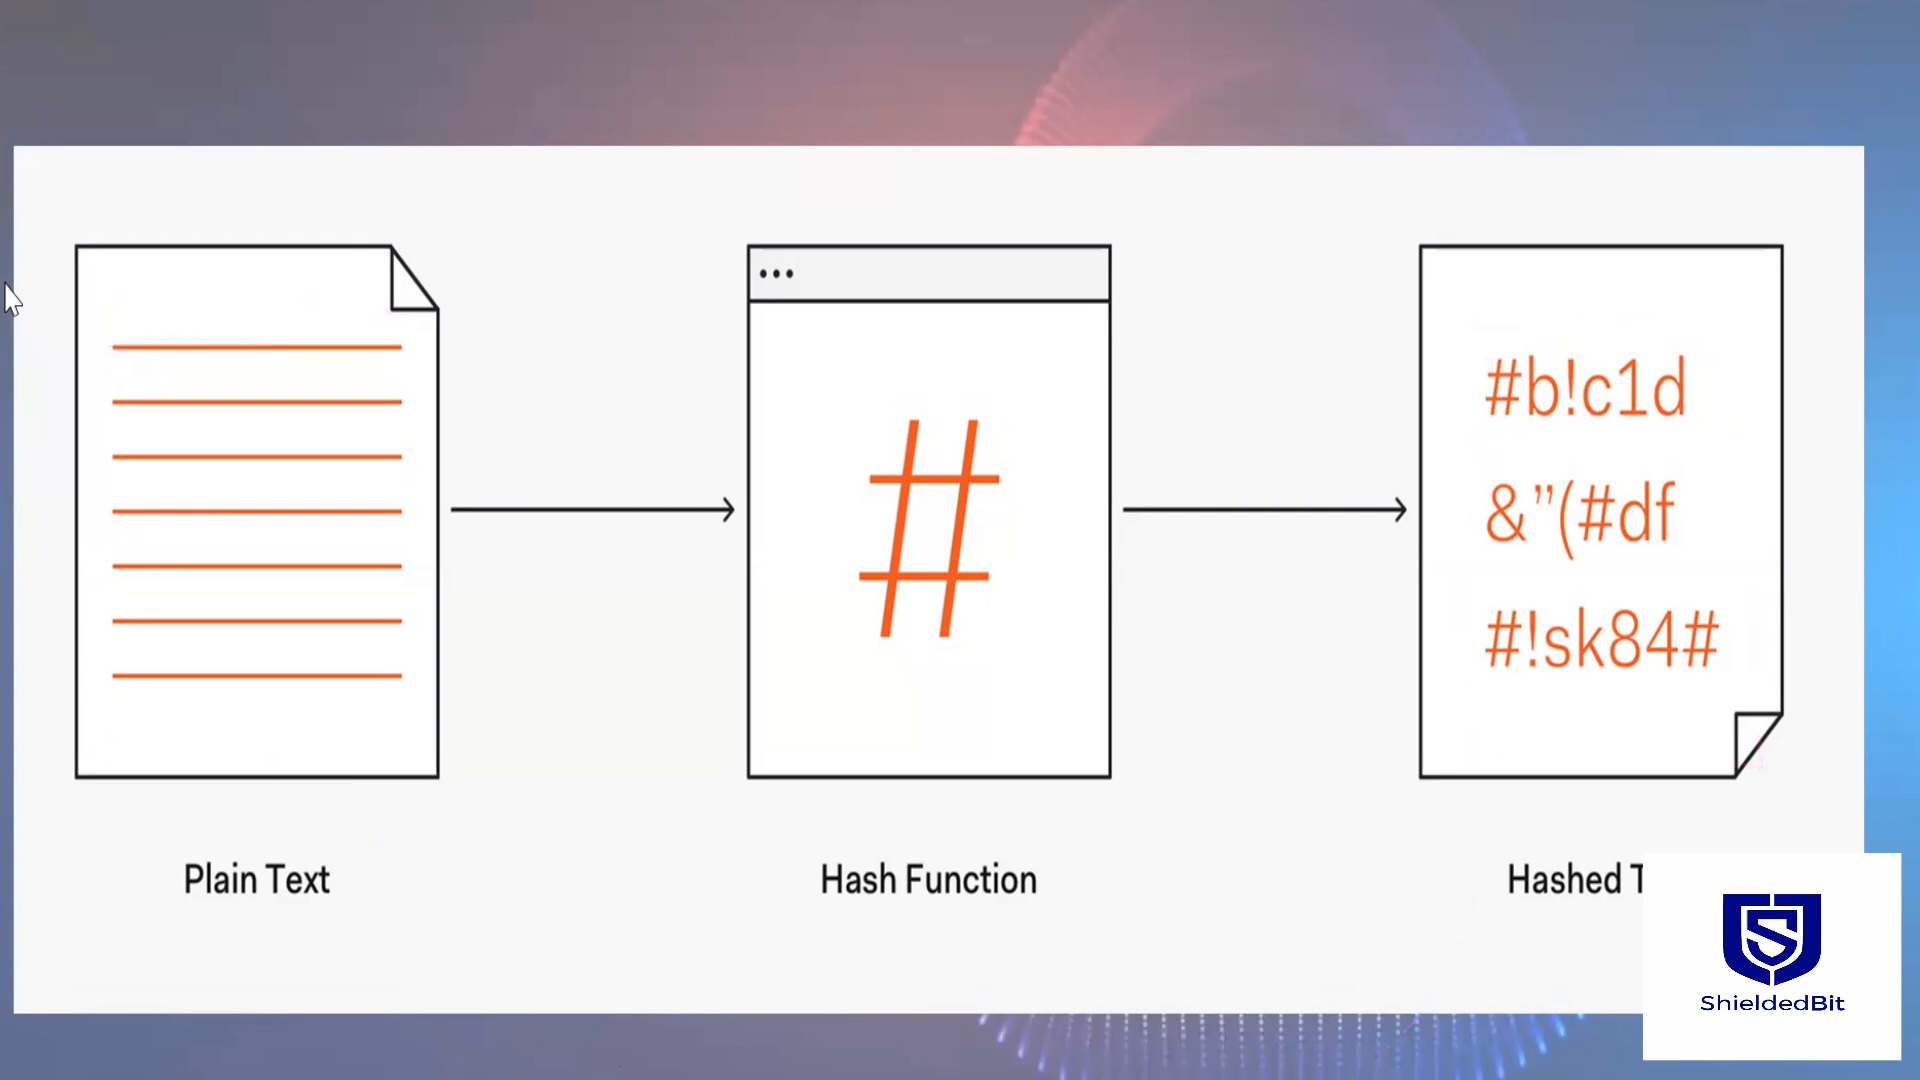 #
#b!c1d
&”(#df
#!sk84#
Plain Text
Hash Function
Hashed
ShieldedBit